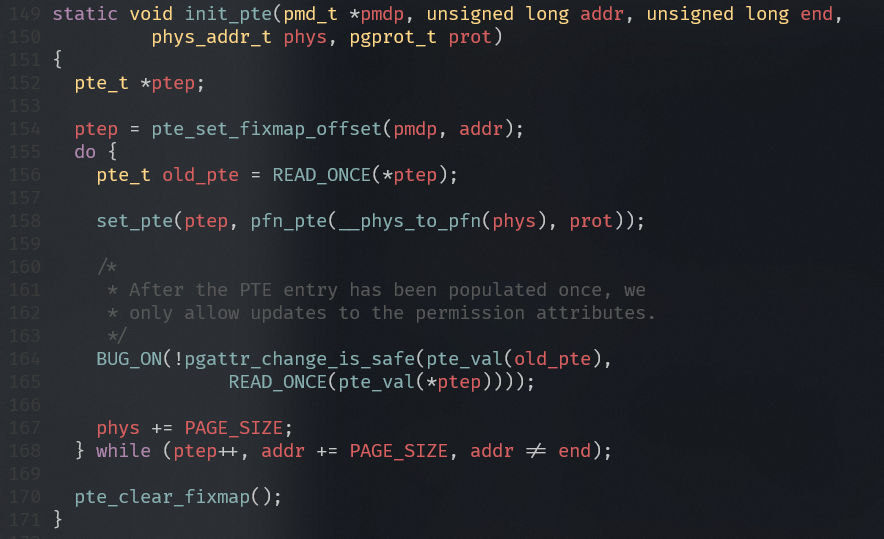 149 static void init_pte(pmd_t *pmdp, unsigned long addr, unsigned long end,
150          phys_addr_t phys, pgprot_t prot)
151 {
152   pte_t *ptep;
153
154   ptep = pte_set_fixmap_offset(pmdp, addr);
155   do {
156     pte_t old_pte = READ_ONCE(*ptep);
157
158     set_pte(ptep, pfn_pte(__phys_to_pfn(phys), prot));
159
160     /*
161      * After the PTE entry has been populated once, we
162      * only allow updates to the permission attributes.
163      */
164     BUG_ON(!pgattr_change_is_safe(pte_val(old_pte),
165                 READ_ONCE(pte_val(*ptep))));
166
167     phys += PAGE_SIZE;
168   } while (ptep++, addr += PAGE_SIZE, addr != end);
169
170   pte_clear_fixmap();
171 }